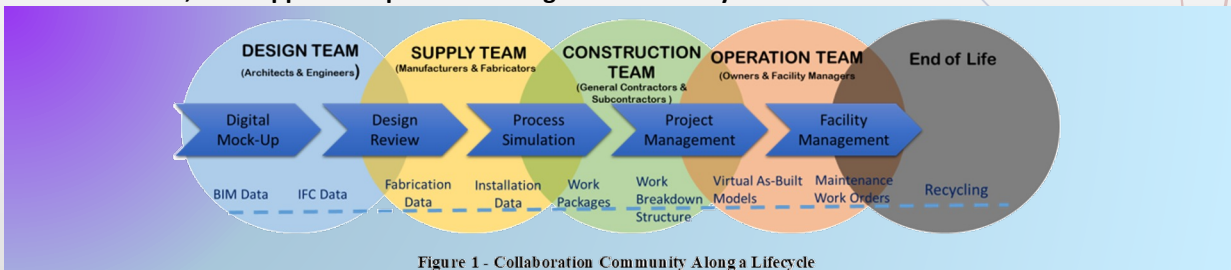 DESIGN TEAM
(Architects & Engineers)
SUPPLY TEAM
(Manufacturers & Fabricators
CONSTRUCTION
TEAM
(General Contractors &
Subcontractors )
OPERATION TEAM
(Owners & Facility Managers
End of Life
Digital
Mock-Up
Design
Review
Process
Simulation
Project
Management
Facility
Management
BIM Data
IFC Data
Fabrication
Data
Installation
Data
Work
Packages
Work
Breakdown
Structure
Virtual As-Built
Models
Maintenance
Work Orders
Recycling
Figure 1 - Collaboration Community Along a Lifecycle